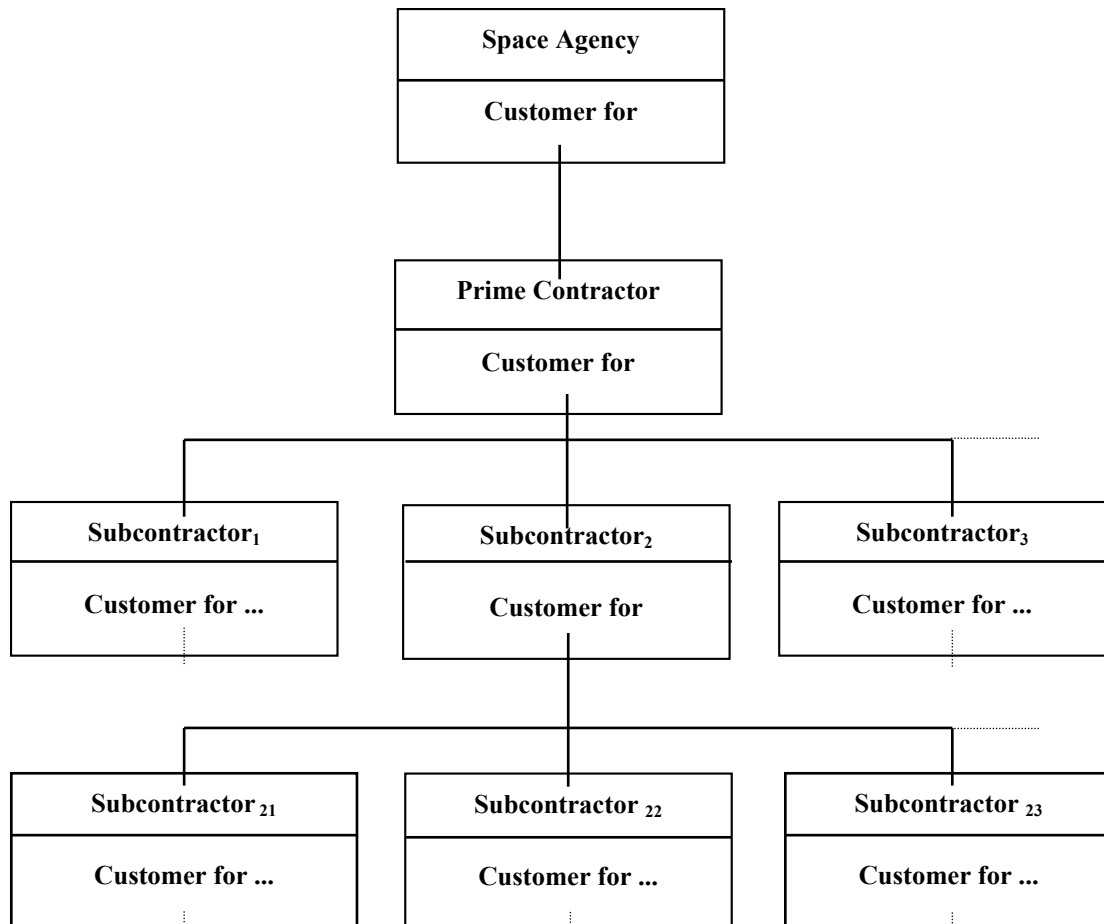 Space Agency
Customer for
Prime Contractor
Customer for
Subcontractor₁
Subcontractor₂
Subcontractor₃
Customer for ...
Customer for
Customer for ...
Subcontractor ₂₁
Subcontractor ₂₂
Subcontractor ₂₃
Customer for ...
Customer for ...
Customer for ...